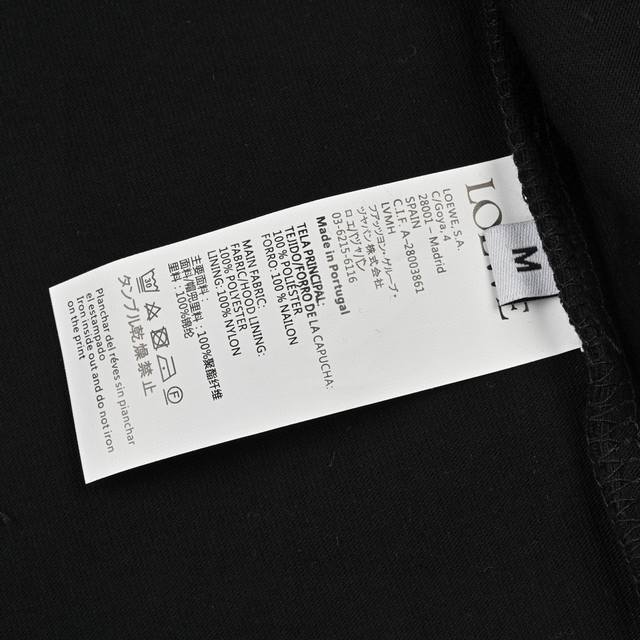 LOEWE
M
LOEWE S.A.
C/Goya, 4
28001 – Madrid
SPAIN
C.I.F. A-28003861
LVMH
ファッション・グループ・
ジャパン株式会社
ロエベジャパン
03-6215-6116
Made in Portugal
TELA PRINCIPAL:
TEJIDO/FORRO DE LA CAPUCHA:
100% POLIÉSTER
FORRO: 100% NAILON
MAIN FABRIC:
FABRIC/HOOD LINING:
100% POLYESTER
LINING: 100% NYLON
主要面料:
面料/帽兜里料: 100%聚酯纤维
里料: 100%锦纶
タンブル乾燥禁止
Planchar del réves sin planchar
el estampado
Iron inside out and do not iron
on the print